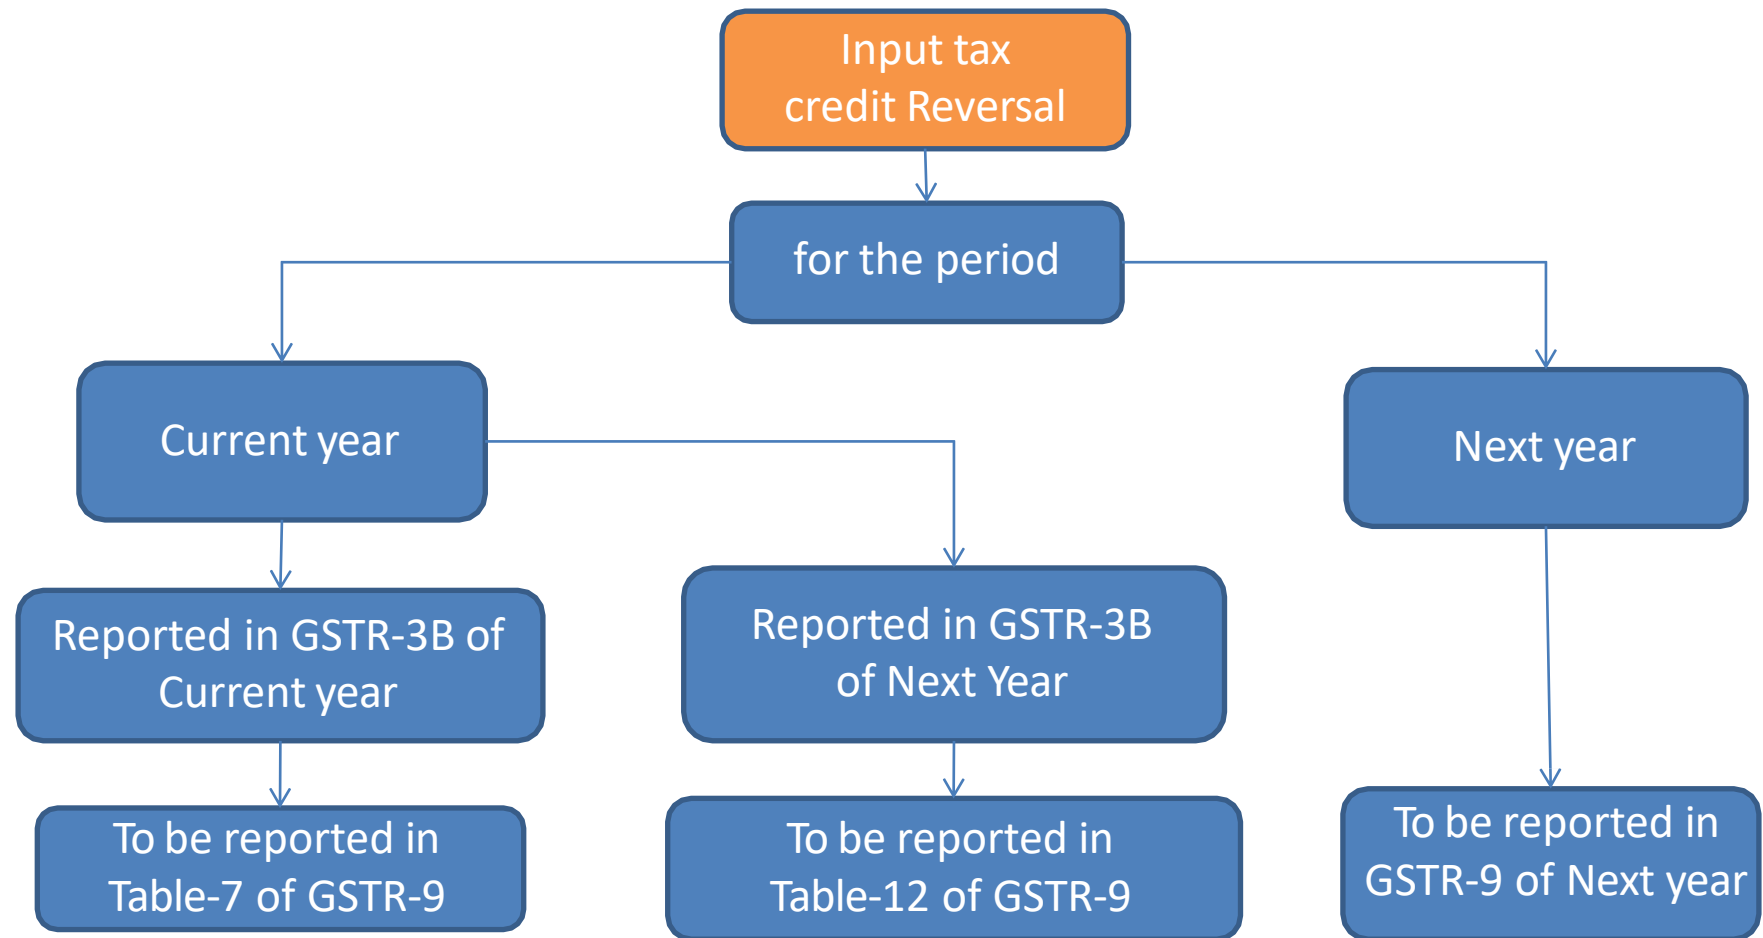 Input tax
credit Reversal
for the period
Current year
Next year
Reported in GSTR-3B of
Current year
Reported in GSTR-3B
of Next Year
To be reported in
Table-7 of GSTR-9
To be reported in
Table-12 of GSTR-9
To be reported in
GSTR-9 of Next year